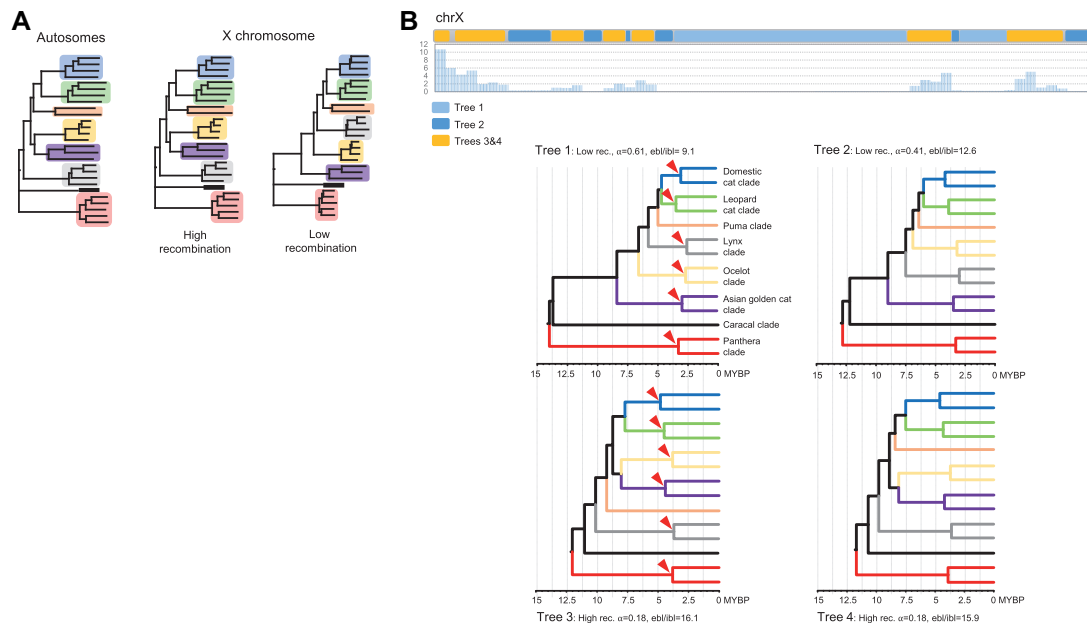 A
Autosomes
X chromosome
High
recombination
Low
recombination
B
chrX
12
10
8
6
4
2
0
Tree 1
Tree 2
Trees 3&4
Tree 1: Low rec., α=0.61, ebl/ibl= 9.1
Domestic
cat clade
Leopard
cat clade
Puma clade
Lynx
clade
Ocelot
clade
Asian golden cat
clade
Caracal clade
Panthera
clade
15 12.5 10 7.5 5 2.5 0 MYBP
Tree 2: Low rec., α=0.41, ebl/ibl=12.6
15 12.5 10 7.5 5 2.5 0 MYBP
15 12.5 10 7.5 5 2.5 0 MYBP
Tree 3: High rec. α=0.18, ebl/ibl=16.1
15 12.5 10 7.5 5 2.5 0 MYBP
Tree 4: High rec. α=0.18, ebl/ibl=15.9